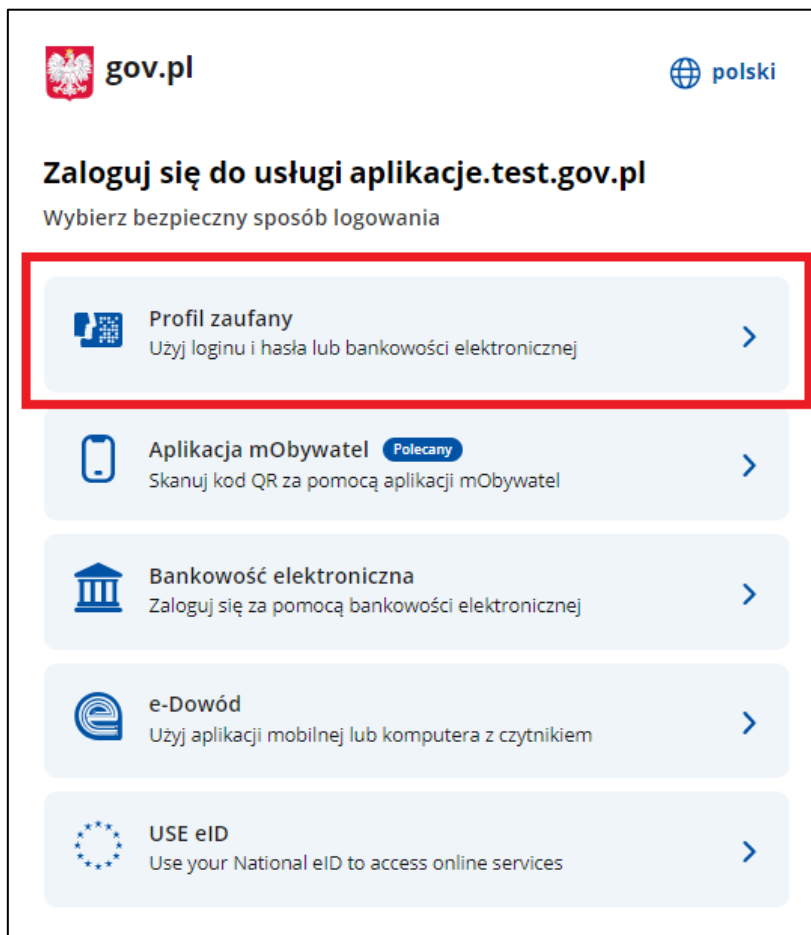 gov.pl
polski
Zaloguj się do usługi aplikacje.test.gov.pl
Wybierz bezpieczny sposób logowania
Profil zaufany
Użyj loginu i hasła lub bankowości elektronicznej
Aplikacja mObywatel Polecany
Skanuj kod QR za pomocą aplikacji mObywatel
Bankowość elektroniczna
Zaloguj się za pomocą bankowości elektronicznej
e-Dowód
Użyj aplikacji mobilnej lub komputera z czytnikiem
USE eID
Use your National eID to access online services